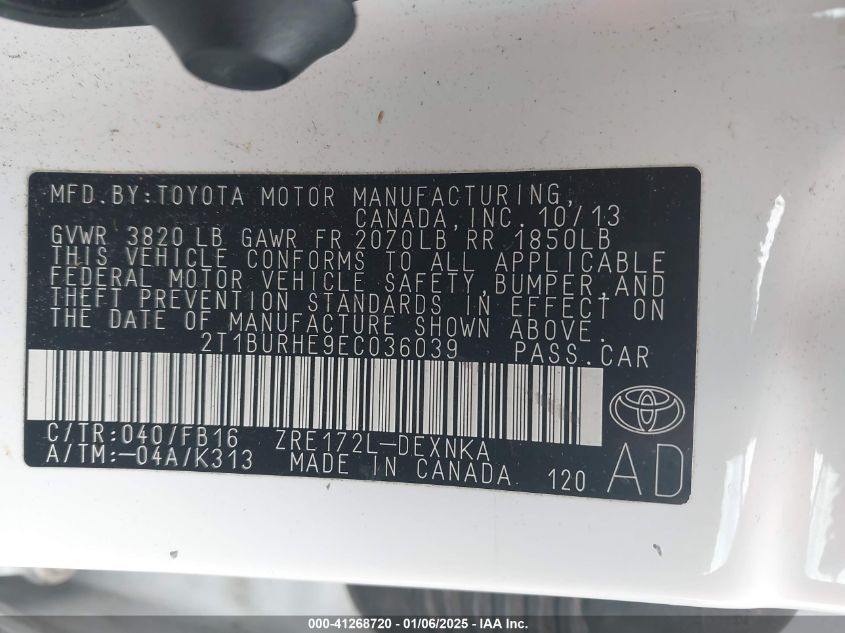 MFD.BY:TOYOTA MOTOR MANUFACTURING,
CANADA,INC. 10/13
GVWR 3820 LB GAWR FR 2070LB RR 1850LB
THIS VEHICLE CONFORMS TO ALL APPLICABLE
FEDERAL MOTOR VEHICLE SAFETY,BUMPER,AND
THEFT PREVENTION STANDARDS IN EFFECT ON
THE DATE OF MANUFACTURE SHOWN ABOVE.
2T1BURHE9EC036039 PASS.CAR
C/TR:040/FB16 ZRE172L-DEXNKA
A/TM:-04A/K313 MADE IN CANADA 120
AD
000-41268720 - 01/06/2025 - IAA Inc.